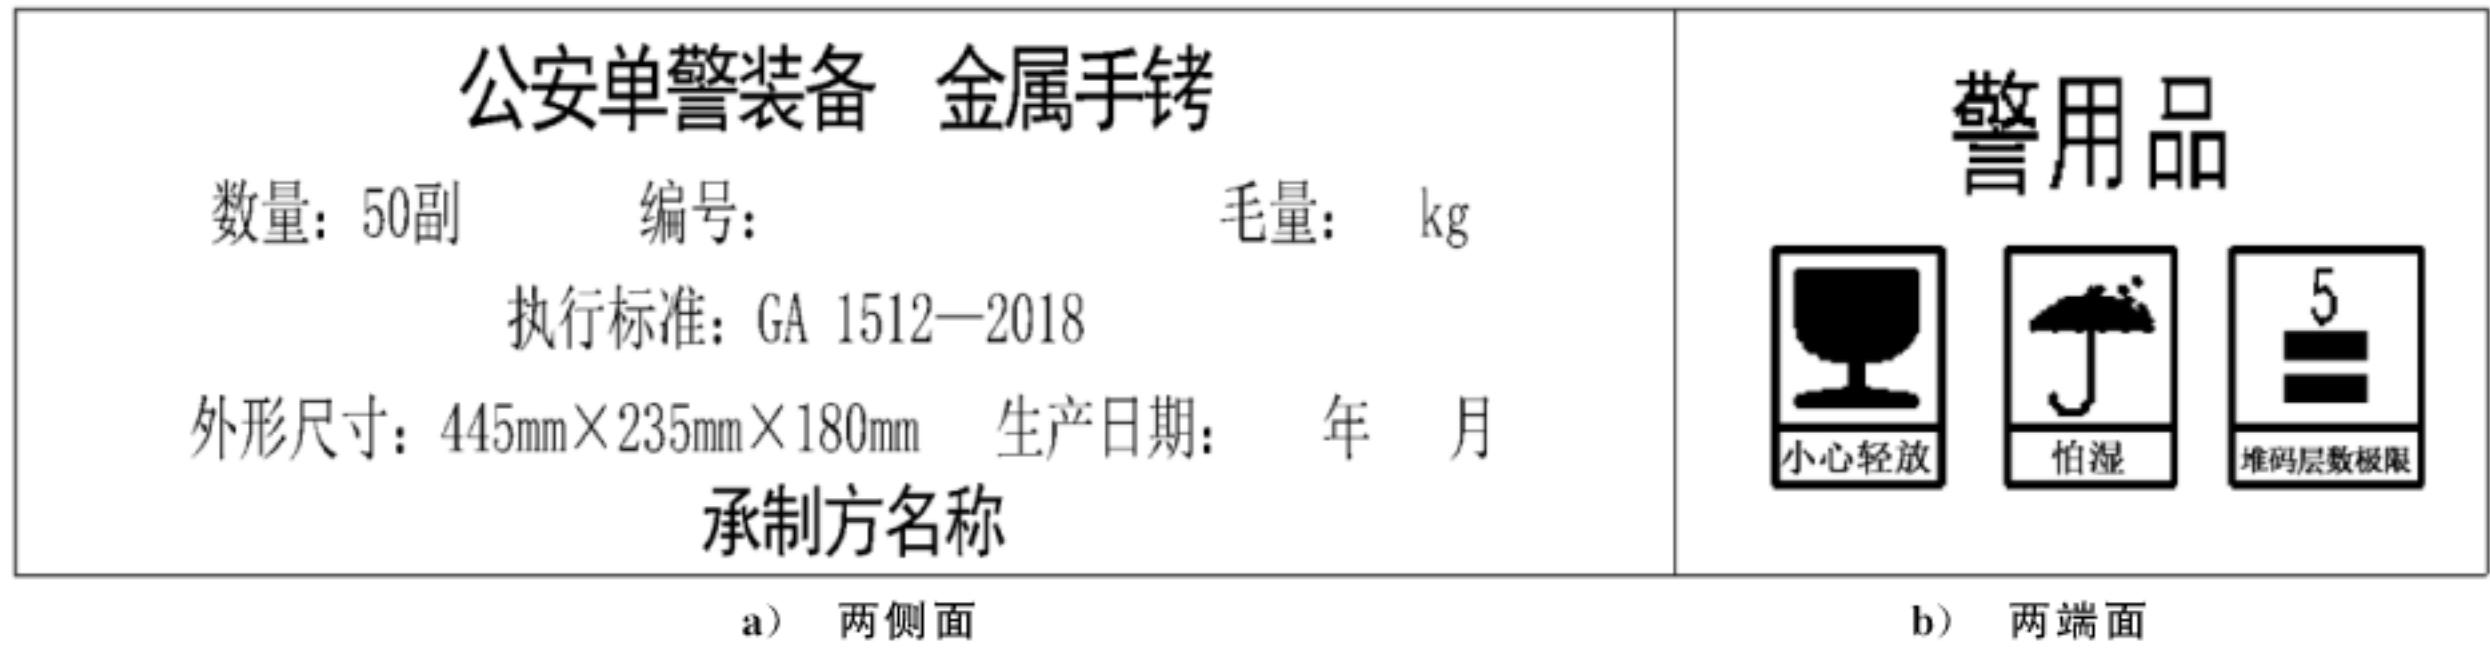 公安单警装备 金属手铐
数量：50副 编号： 毛量： kg
执行标准：GA 1512—2018
外形尺寸：445mm×235mm×180mm 生产日期： 年 月
承制方名称
a） 两侧面
警用品
5
小心轻放 怕湿 堆码层数极限
b） 两端面